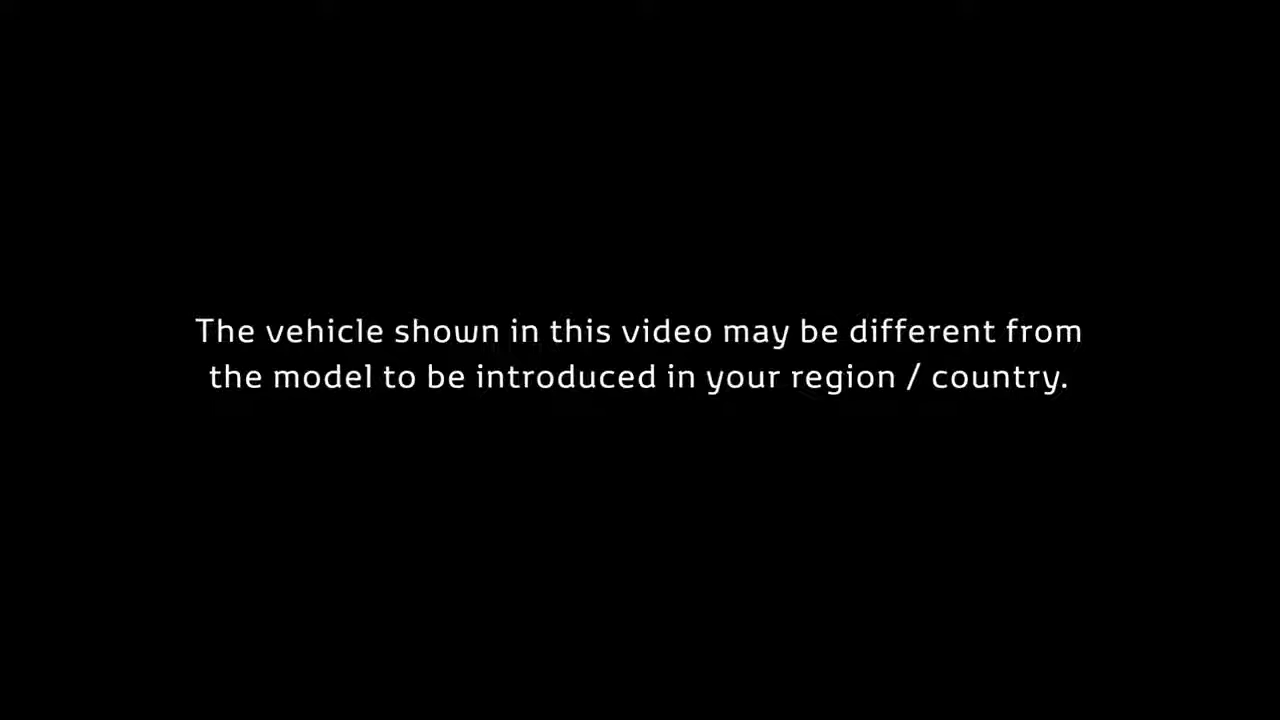 The vehicle shown in this video may be different from
the model to be introduced in your region / country.